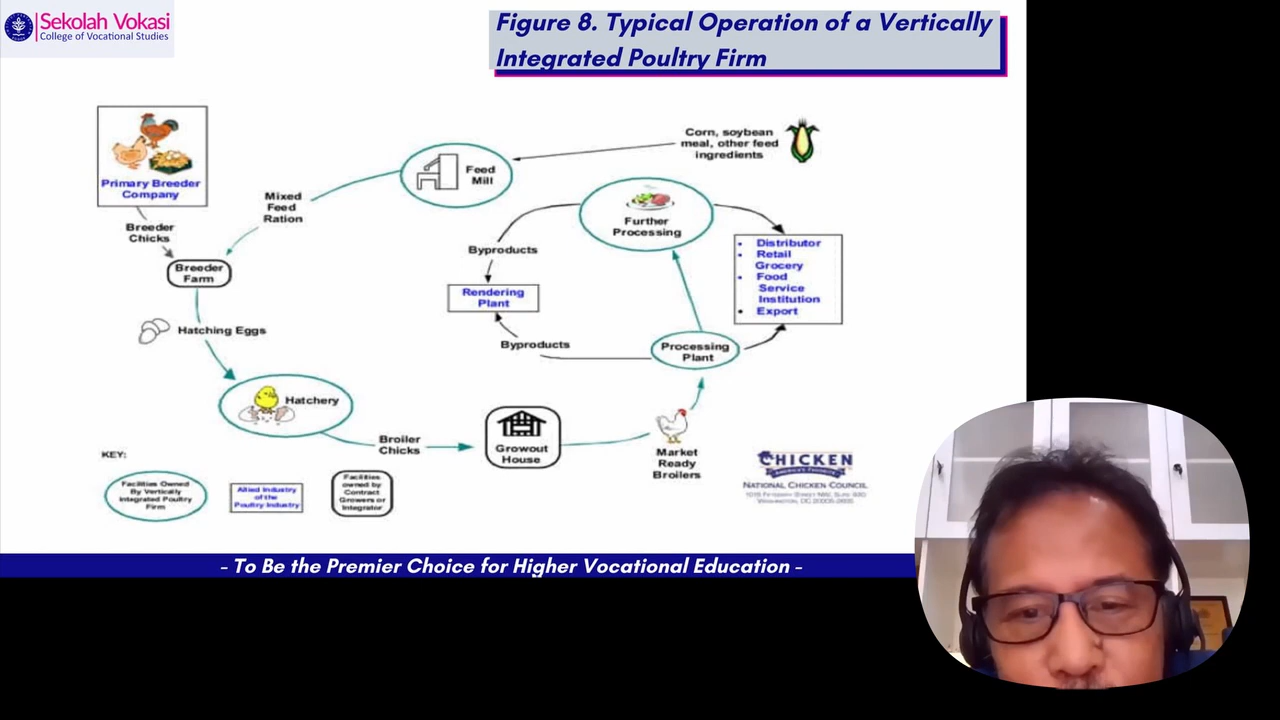 Sekolah Vokasi
College of Vocational Studies
Figure 8. Typical Operation of a Vertically
Integrated Poultry Firm
Primary Breeder
Company
Breeder
Chicks
Mixed
Feed
Ration
Feed
Mill
Corn, soybean
meal, other feed
ingredients
Breeder
Farm
Further
Processing
Byproducts
Rendering
Plant
• Distributor
• Retail
Grocery
• Food
Service
Institution
• Export
Hatching Eggs
Byproducts
Processing
Plant
Hatchery
Broiler
Chicks
Growout
House
Market
Ready
Broilers
KEY:
Facilities Owned
By Vertically
Integrated Poultry
Firm
Allied Industry
of the
Poultry Industry
Facilities
owned by
Contract
Growers or
Integrator
CHICKEN
AMERICA'S FAVORITE
NATIONAL CHICKEN COUNCIL
- To Be the Premier Choice for Higher Vocational Education -